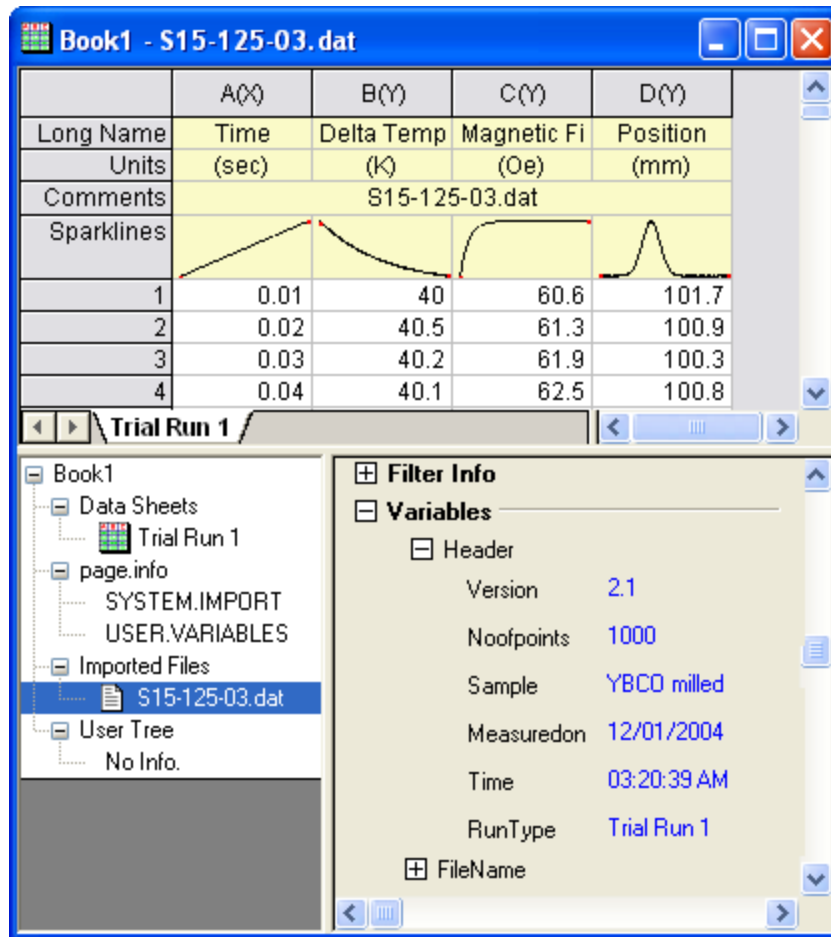 Book1 - S15-125-03.dat
A(X) B(Y) C(Y) D(Y)
Long Name Time Delta Temp Magnetic Fi Position
Units (sec) (K) (Oe) (mm)
Comments S15-125-03.dat
Sparklines
1 0.01 40 60.6 101.7
2 0.02 40.5 61.3 100.9
3 0.03 40.2 61.9 100.3
4 0.04 40.1 62.5 100.8
Trial Run 1
Book1
Data Sheets
Trial Run 1
page.info
SYSTEM.IMPORT
USER.VARIABLES
Imported Files
S15-125-03.dat
User Tree
No Info.
Filter Info
Variables
Header
Version 2.1
Noofpoints 1000
Sample YBCO milled
Measuredon 12/01/2004
Time 03:20:39 AM
RunType Trial Run 1
FileName